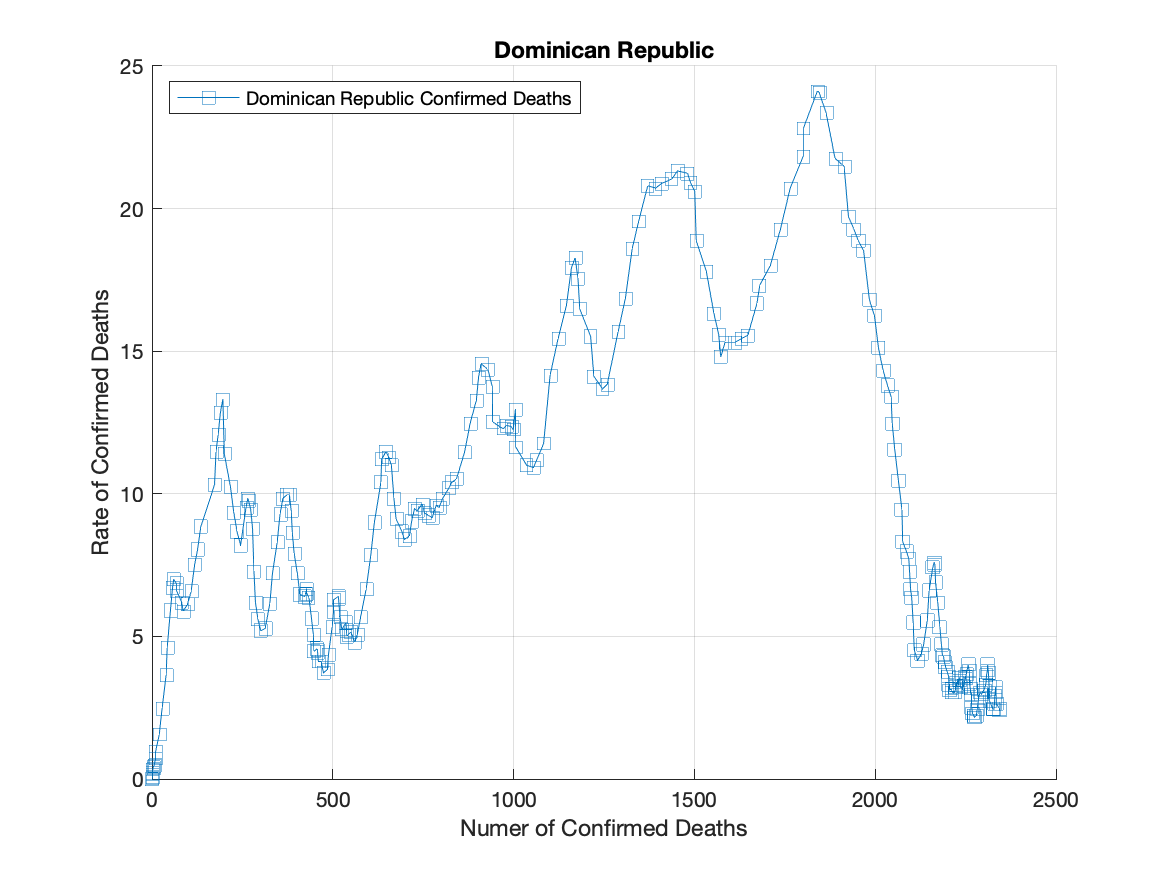 Dominican Republic
Dominican Republic Confirmed Deaths
Rate of Confirmed Deaths
25
20
15
10
5
0
0 500 1000 1500 2000 2500
Numer of Confirmed Deaths